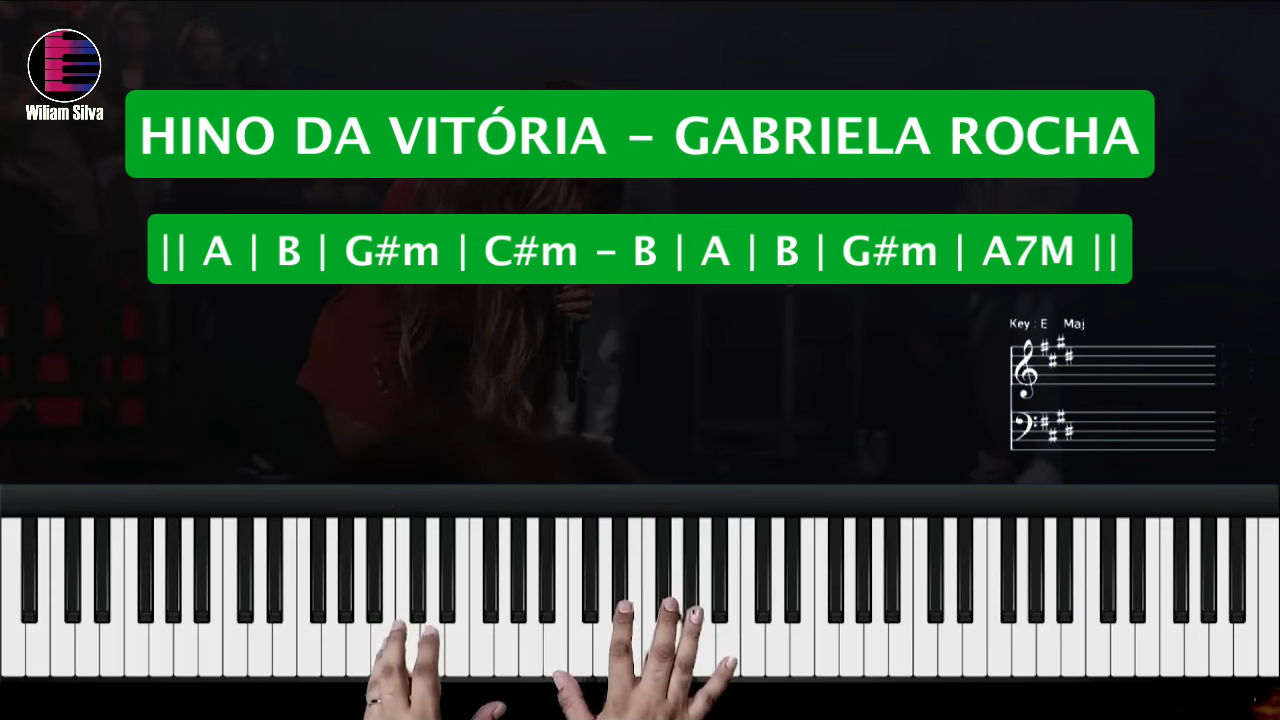 Wiliam Silva
HINO DA VITÓRIA - GABRIELA ROCHA
|| A | B | G#m | C#m - B | A | B | G#m | A7M ||
Key : E Maj